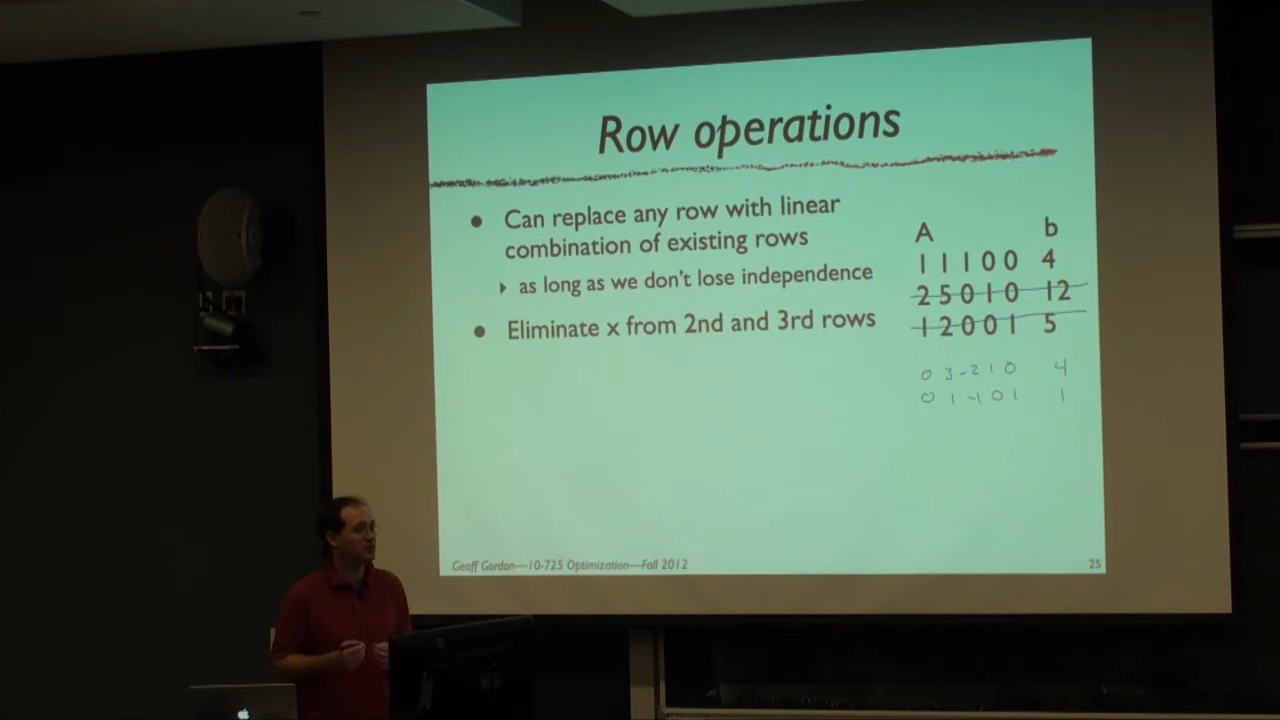 Row operations
• Can replace any row with linear
combination of existing rows
‣ as long as we don't lose independence
• Eliminate x from 2nd and 3rd rows
A b
1 1 1 0 0 4
2 5 0 1 0 12
1 2 0 0 1 5
0 3 -2 1 0 4
0 1 -1 0 1 1
Geoff Gordon—10-725 Optimization—Fall 2012 25